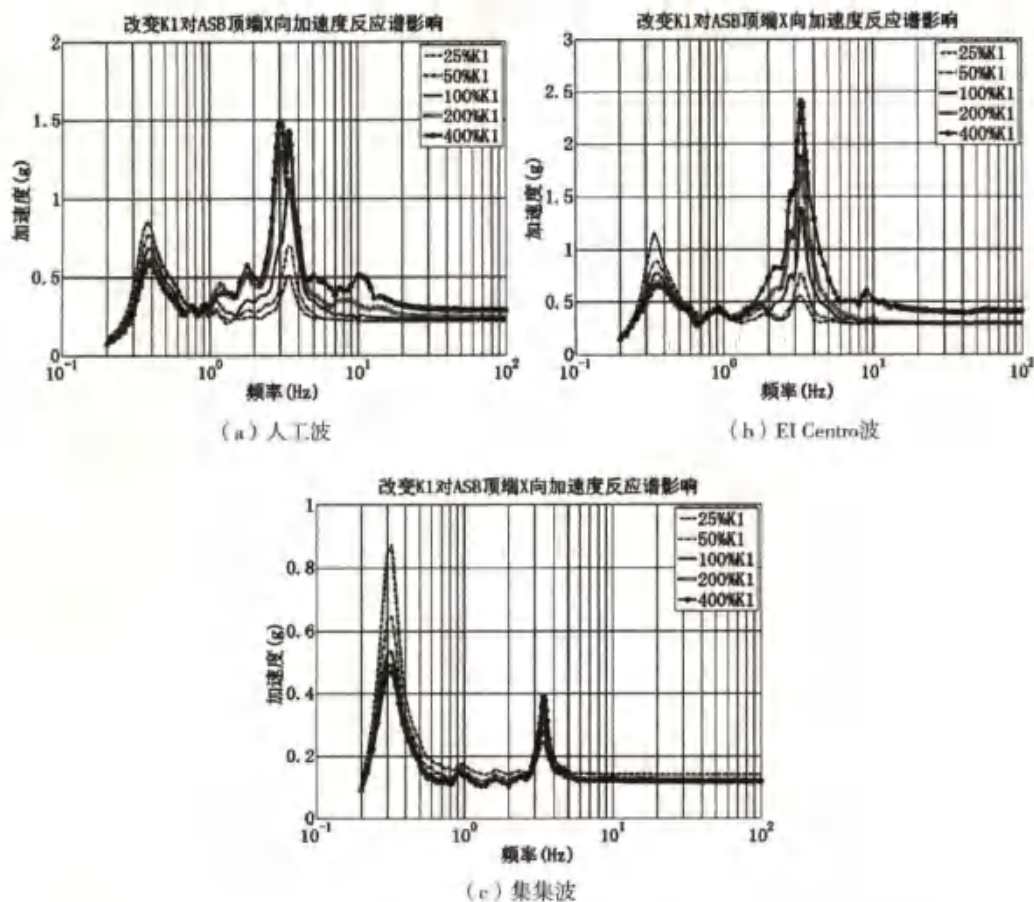 改变K1对ASB顶端X向加速度反应谱影响
2
1.5
1
0.5
0
加速度(g)
25%K1
50%K1
100%K1
200%K1
400%K1
10-1
100
101
102
频率(Hz)
(a)人工波
改变K1对ASB顶端X向加速度反应谱影响
3
2.5
2
1.5
1
0.5
0
加速度(g)
25%K1
50%K1
100%K1
200%K1
400%K1
10-1
100
101
102
频率(Hz)
(b)EI Centro波
改变K1对ASB顶端X向加速度反应谱影响
1
0.8
0.6
0.4
0.2
0
加速度(g)
25%K1
50%K1
100%K1
200%K1
400%K1
10-1
100
101
102
频率(Hz)
(c)集集波